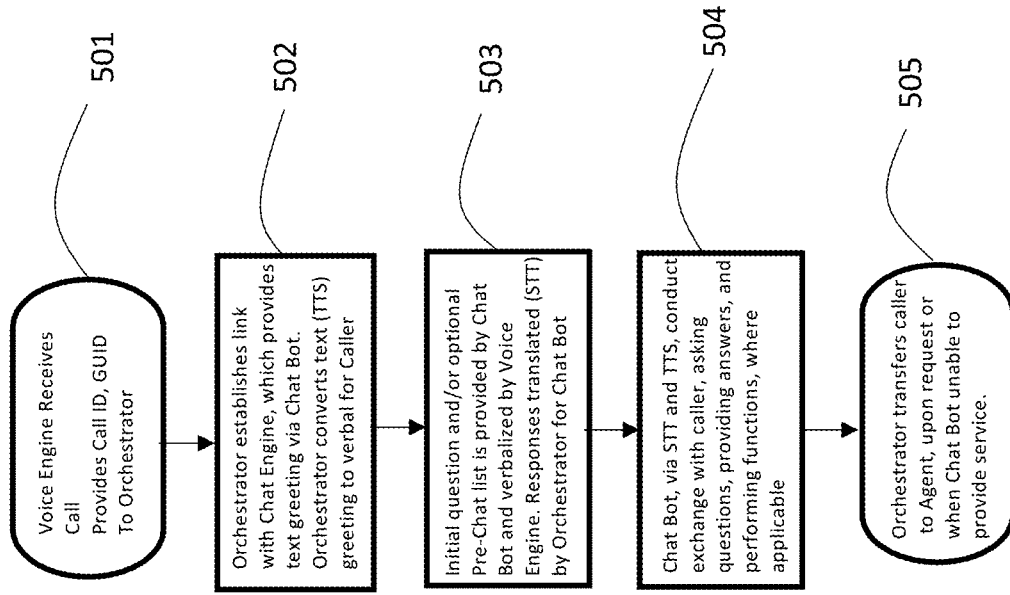 Voice Engine Receives
Call
Provides Call ID, GUID
To Orchestrator
501
Orchestrator establishes link
with Chat Engine, which provides
text greeting via Chat Bot.
Orchestrator converts text (TTS)
greeting to verbal for Caller
502
Initial question and/or optional
Pre-Chat list is provided by Chat
Bot and verbalized by Voice
Engine. Responses translated (STT)
by Orchestrator for Chat Bot
503
Chat Bot, via STT and TTS, conduct
exchange with caller, asking
questions, providing answers, and
performing functions, where
applicable
504
Orchestrator transfers caller
to Agent, upon request or
when Chat Bot unable to
provide service.
505